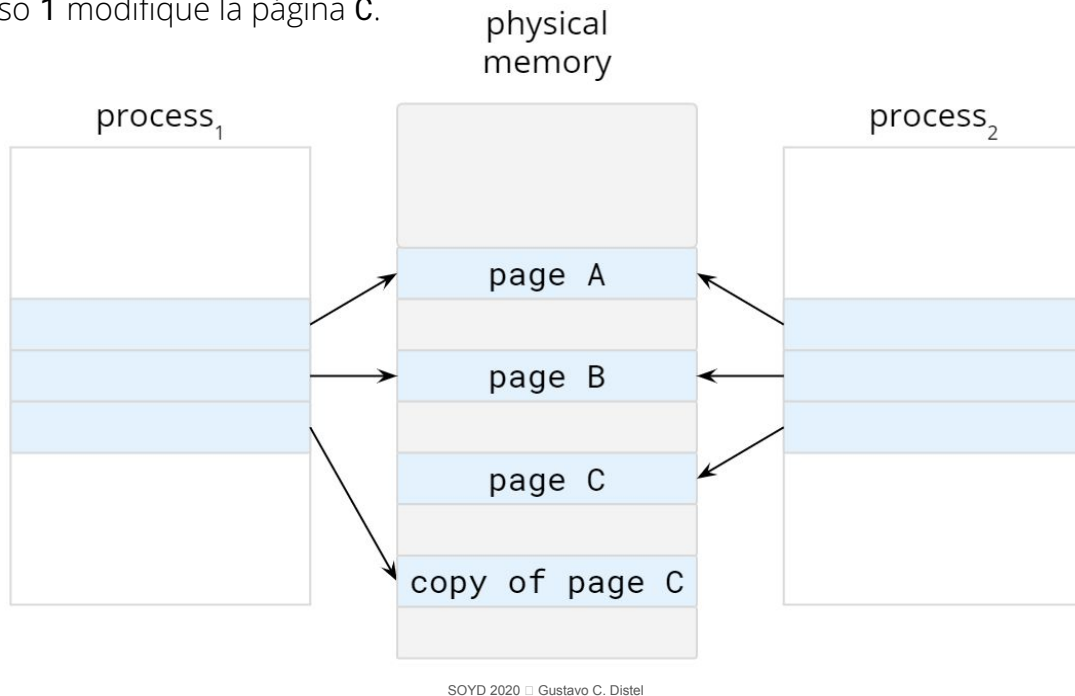 so 1 modifique la página C.
physical
memory
process1
process2
page A
page B
page C
copy of page C
SOYD 2020 □ Gustavo C. Distel